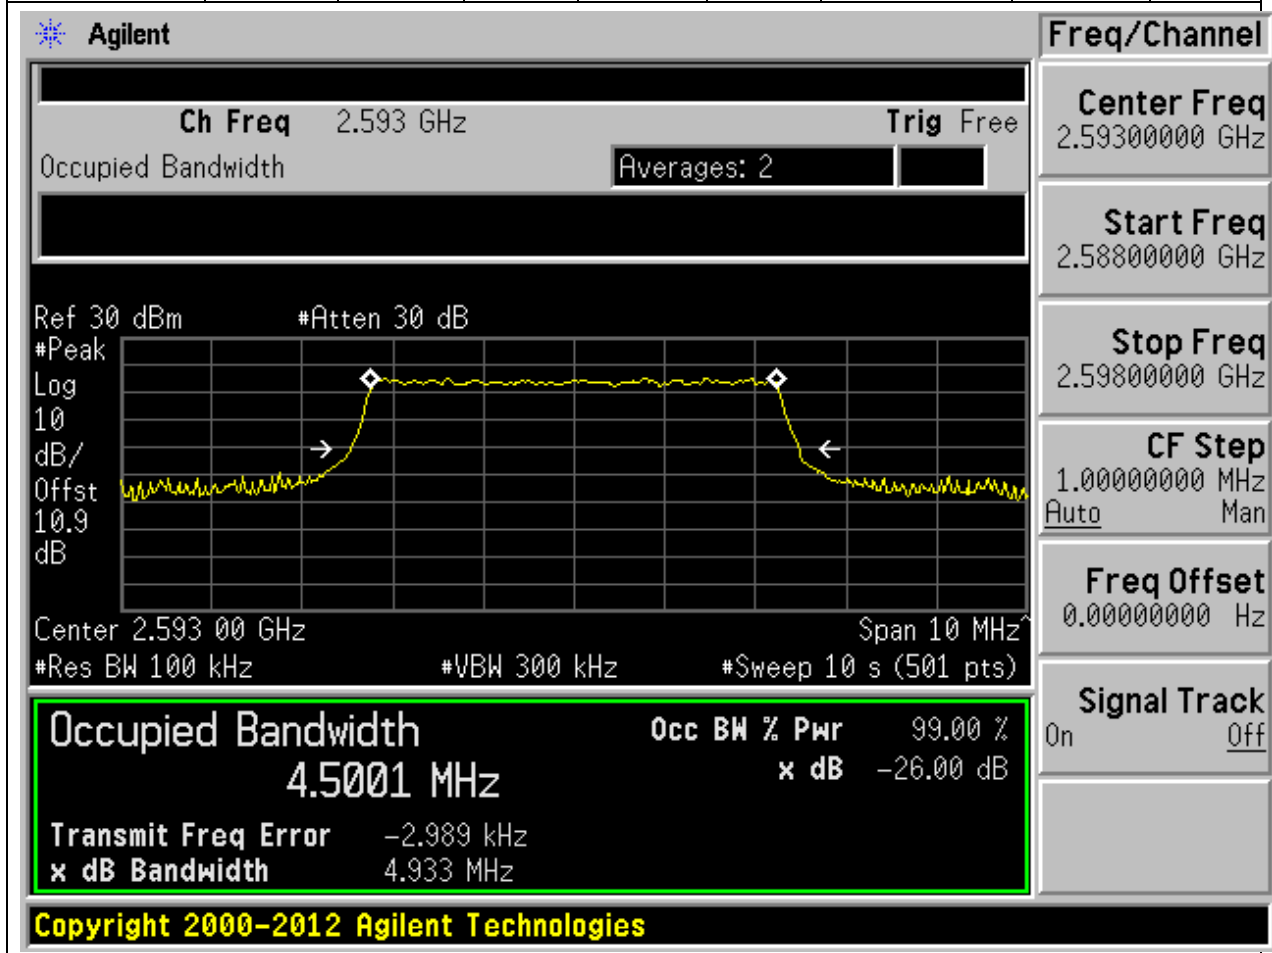 Agilent
Freq/Channel
Ch Freq 2.593 GHz Trig Free
Occupied Bandwidth Averages: 2
Center Freq
2.59300000 GHz
Start Freq
2.58800000 GHz
Stop Freq
2.59800000 GHz
CF Step
1.00000000 MHz
Auto Man
Freq Offset
0.00000000 Hz
Signal Track
On Off
Ref 30 dBm #Atten 30 dB
#Peak
Log
10
dB/
Offst
10.9
dB
Center 2.593 00 GHz Span 10 MHz^
#Res BW 100 kHz #VBW 300 kHz #Sweep 10 s (501 pts)
Occupied Bandwidth Occ BW % Pwr 99.00 %
4.5001 MHz x dB -26.00 dB
Transmit Freq Error -2.989 kHz
x dB Bandwidth 4.933 MHz
Copyright 2000-2012 Agilent Technologies